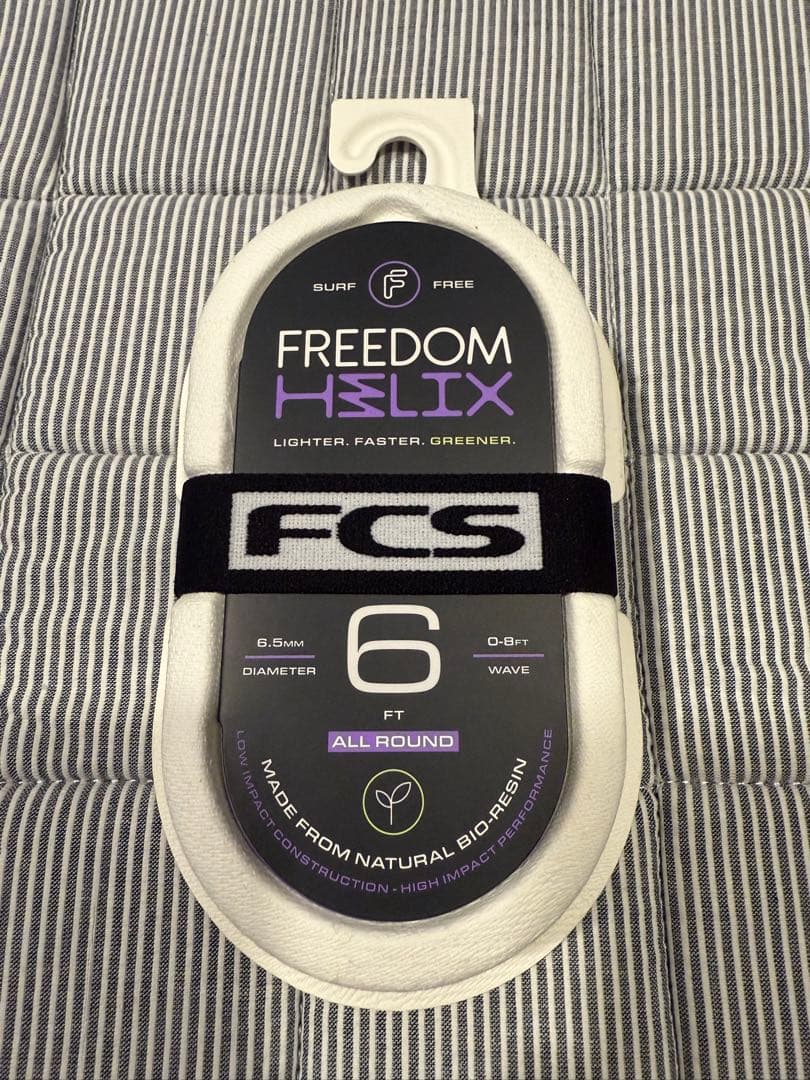 SURF F FREE
FREEDOM
HELIX
LIGHTER. FASTER. GREENER.
FCS
6.5MM
DIAMETER
6
FT
0-8FT
WAVE
ALL ROUND
MADE FROM NATURAL BIO-RESIN
LOW IMPACT CONSTRUCTION - HIGH IMPACT PERFORMANCE